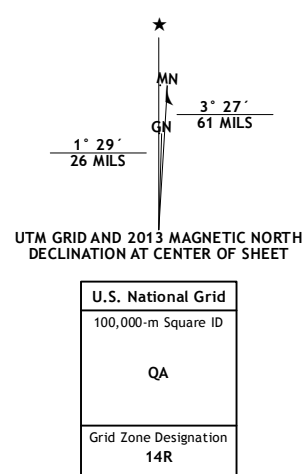 ★
MN
3° 27´
61 MILS
GN
1° 29´
26 MILS
UTM GRID AND 2013 MAGNETIC NORTH
DECLINATION AT CENTER OF SHEET
U.S. National Grid
100,000-m Square ID
QA
Grid Zone Designation
14R